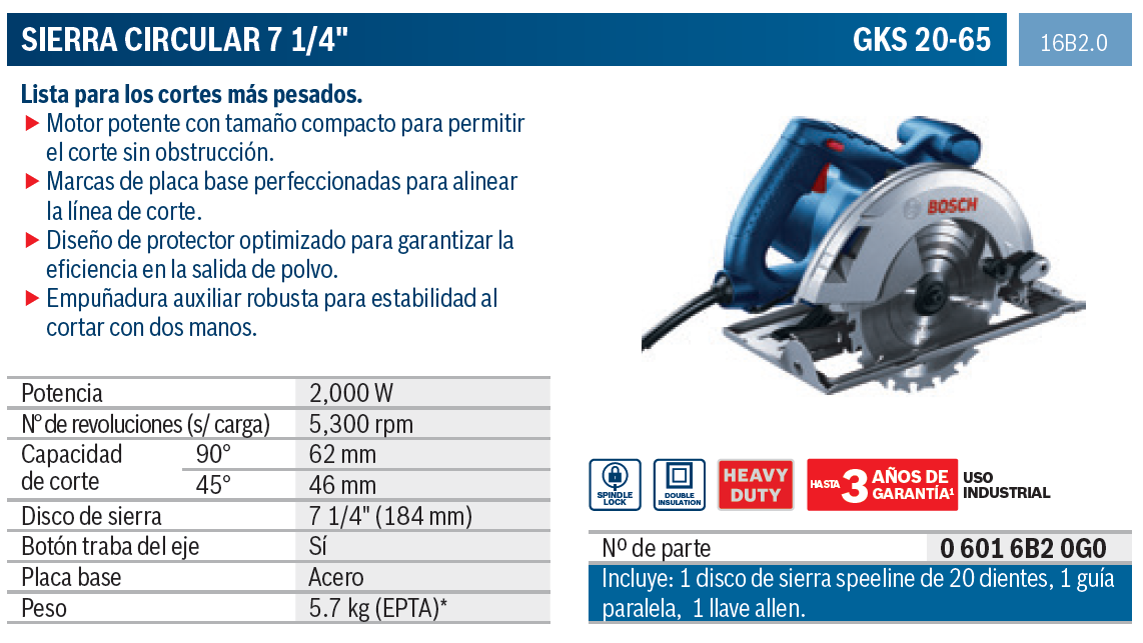 SIERRA CIRCULAR 7 1/4"
GKS 20-65
16B2.0
Lista para los cortes más pesados.
Motor potente con tamaño compacto para permitir
el corte sin obstrucción.
Marcas de placa base perfeccionadas para alinear
la línea de corte.
Diseño de protector optimizado para garantizar la
eficiencia en la salida de polvo.
Empuñadura auxiliar robusta para estabilidad al
cortar con dos manos.
BOSCH
Potencia 2,000 W
N° de revoluciones (s/ carga) 5,300 rpm
Capacidad 90° 62 mm
de corte 45° 46 mm
Disco de sierra 7 1/4" (184 mm)
Botón traba del eje Sí
Placa base Acero
Peso 5.7 kg (EPTA)*
SPINDLE
LOCK
DOUBLE
INSULATION
HEAVY
DUTY
HASTA 3 AÑOS DE
GARANTÍA¹
USO
INDUSTRIAL
Nº de parte 0 601 6B2 0G0
Incluye: 1 disco de sierra speeline de 20 dientes, 1 guía
paralela, 1 llave allen.